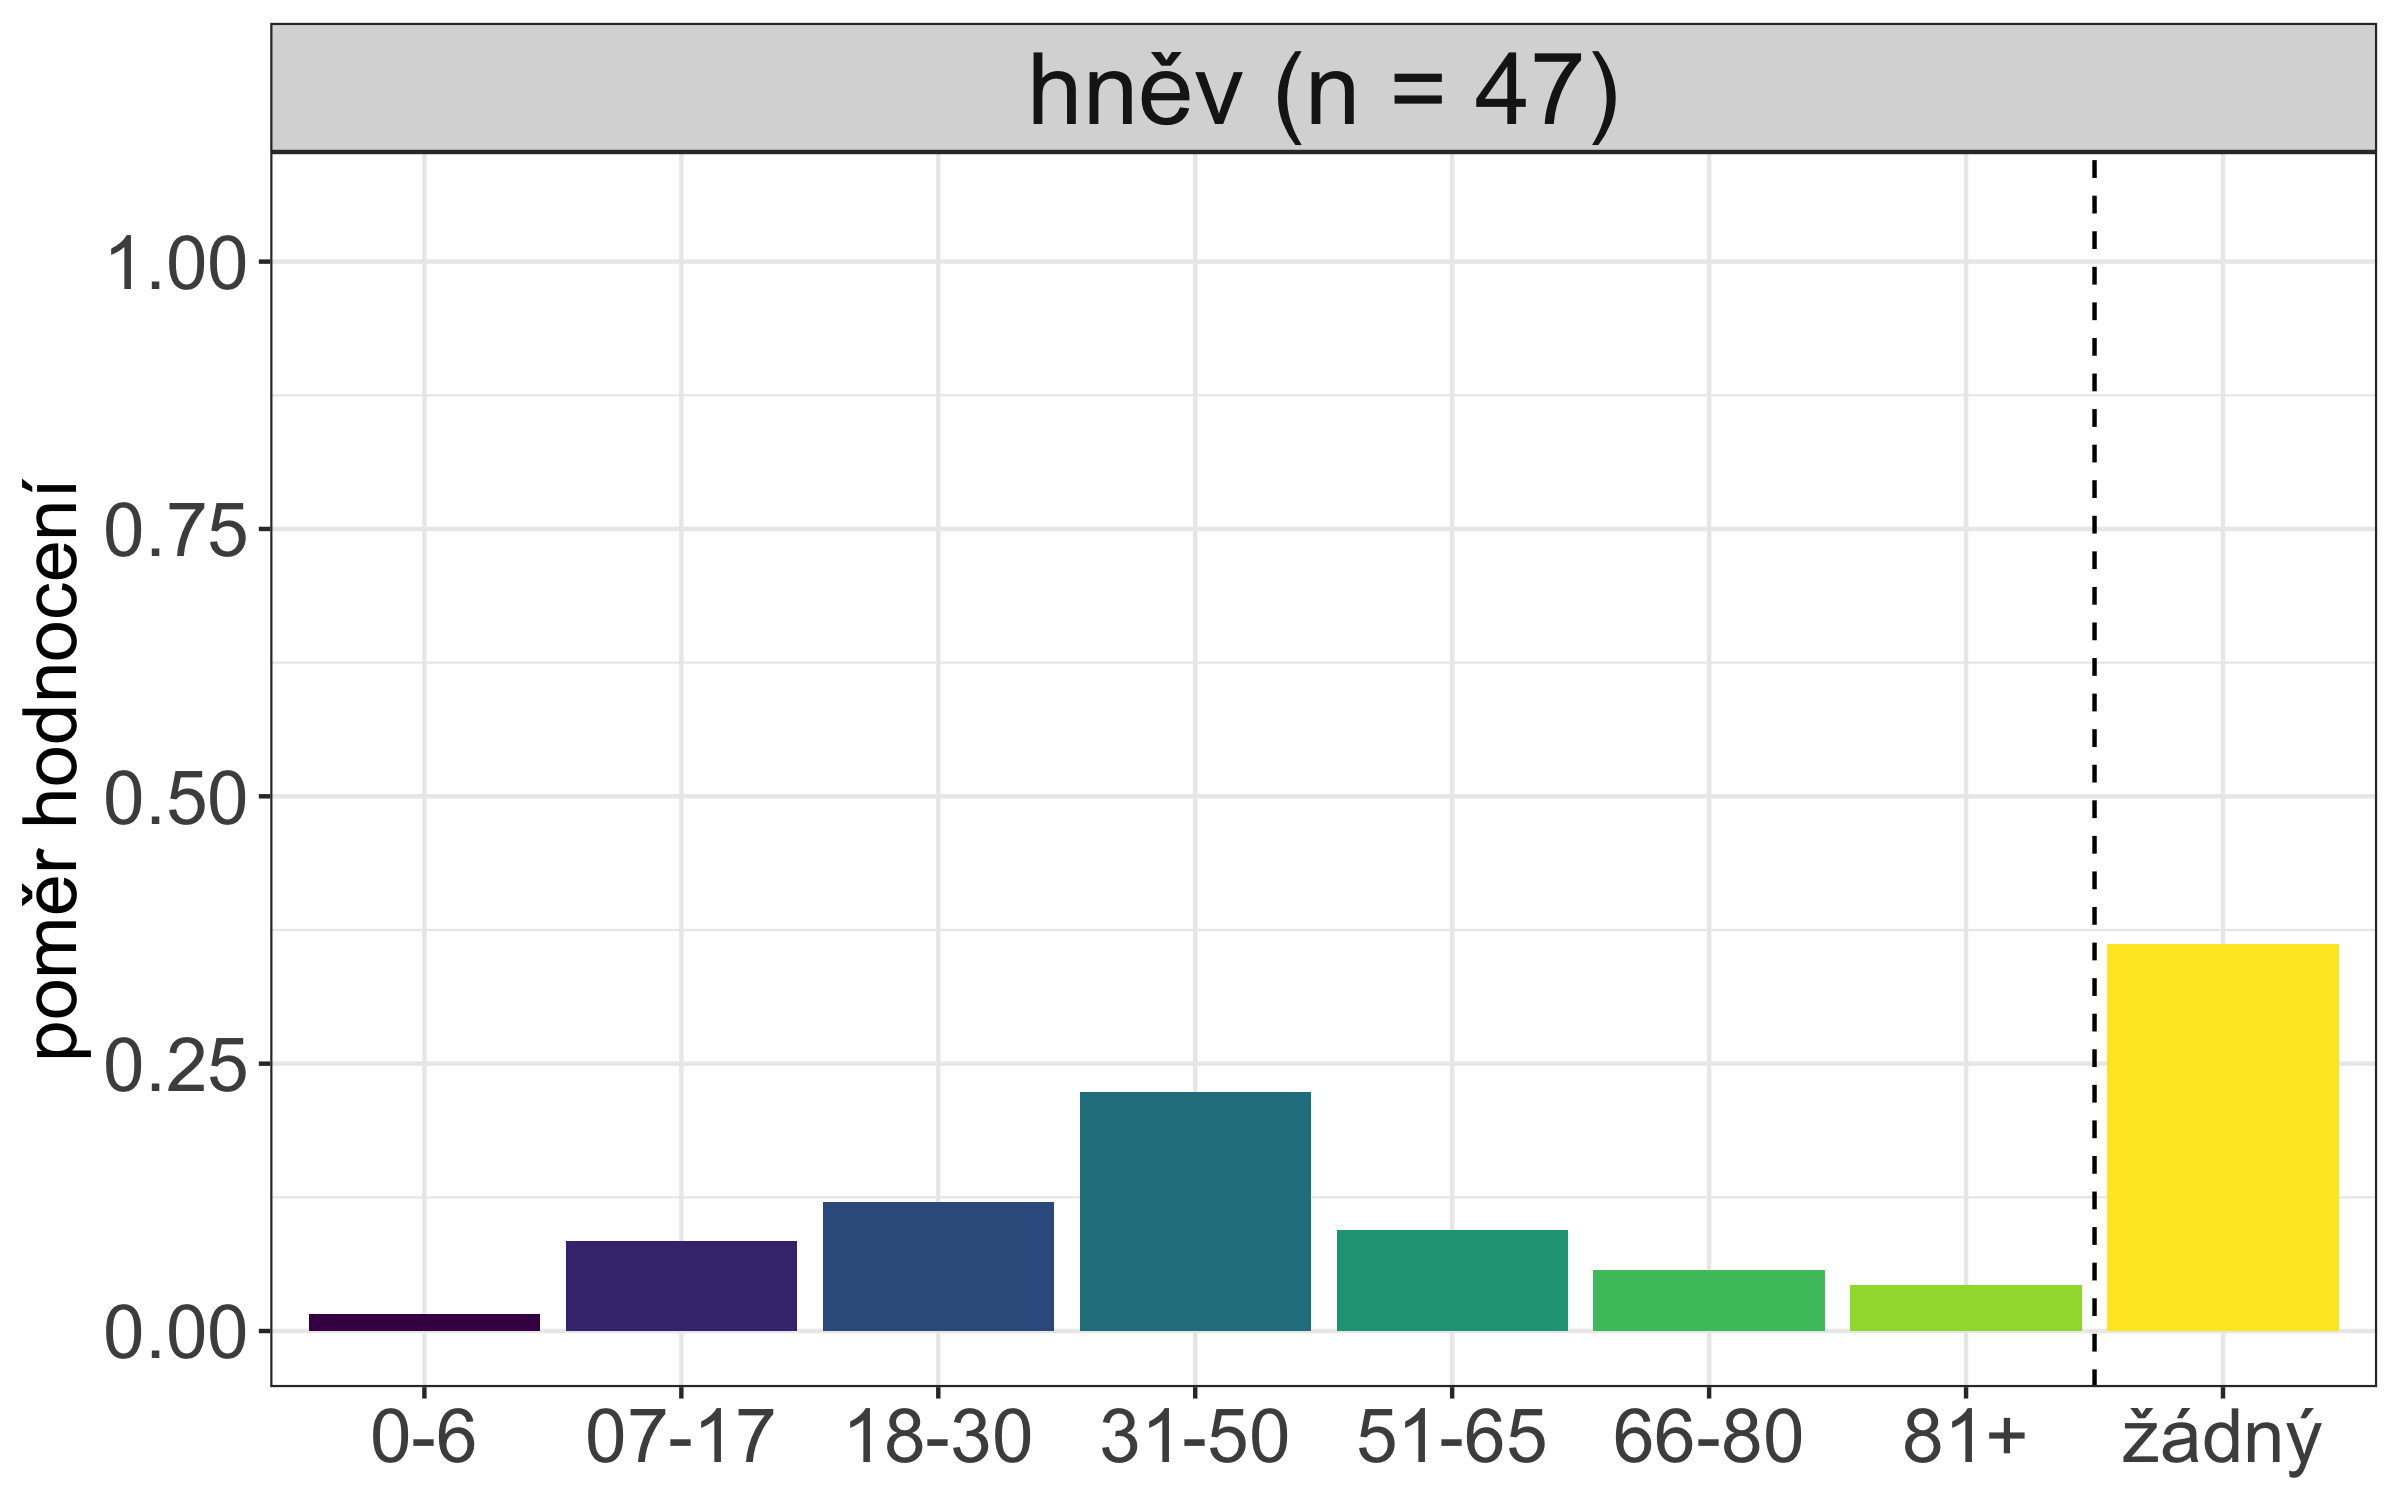 hněv (n = 47)
poměr hodnocení
1.00
0.75
0.50
0.25
0.00
0-6 07-17 18-30 31-50 51-65 66-80 81+ žádný